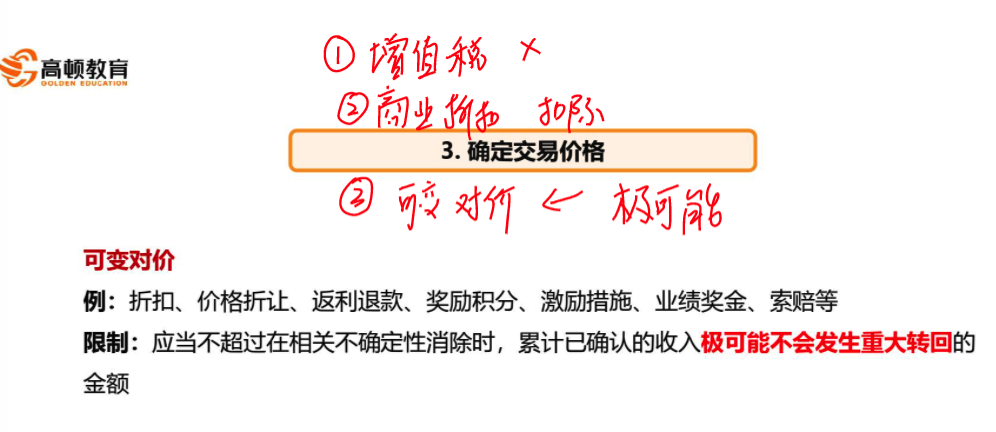 ① 增值税 ×
高顿教育
GOLDEN EDUCATION
② 商业折扣 扣除
3. 确定交易价格
③ 可变对价 ← 极可能
可变对价
例：折扣、价格折让、返利退款、奖励积分、激励措施、业绩奖金、索赔等
限制：应当不超过在相关不确定性消除时，累计已确认的收入极可能不会发生重大转回的
金额